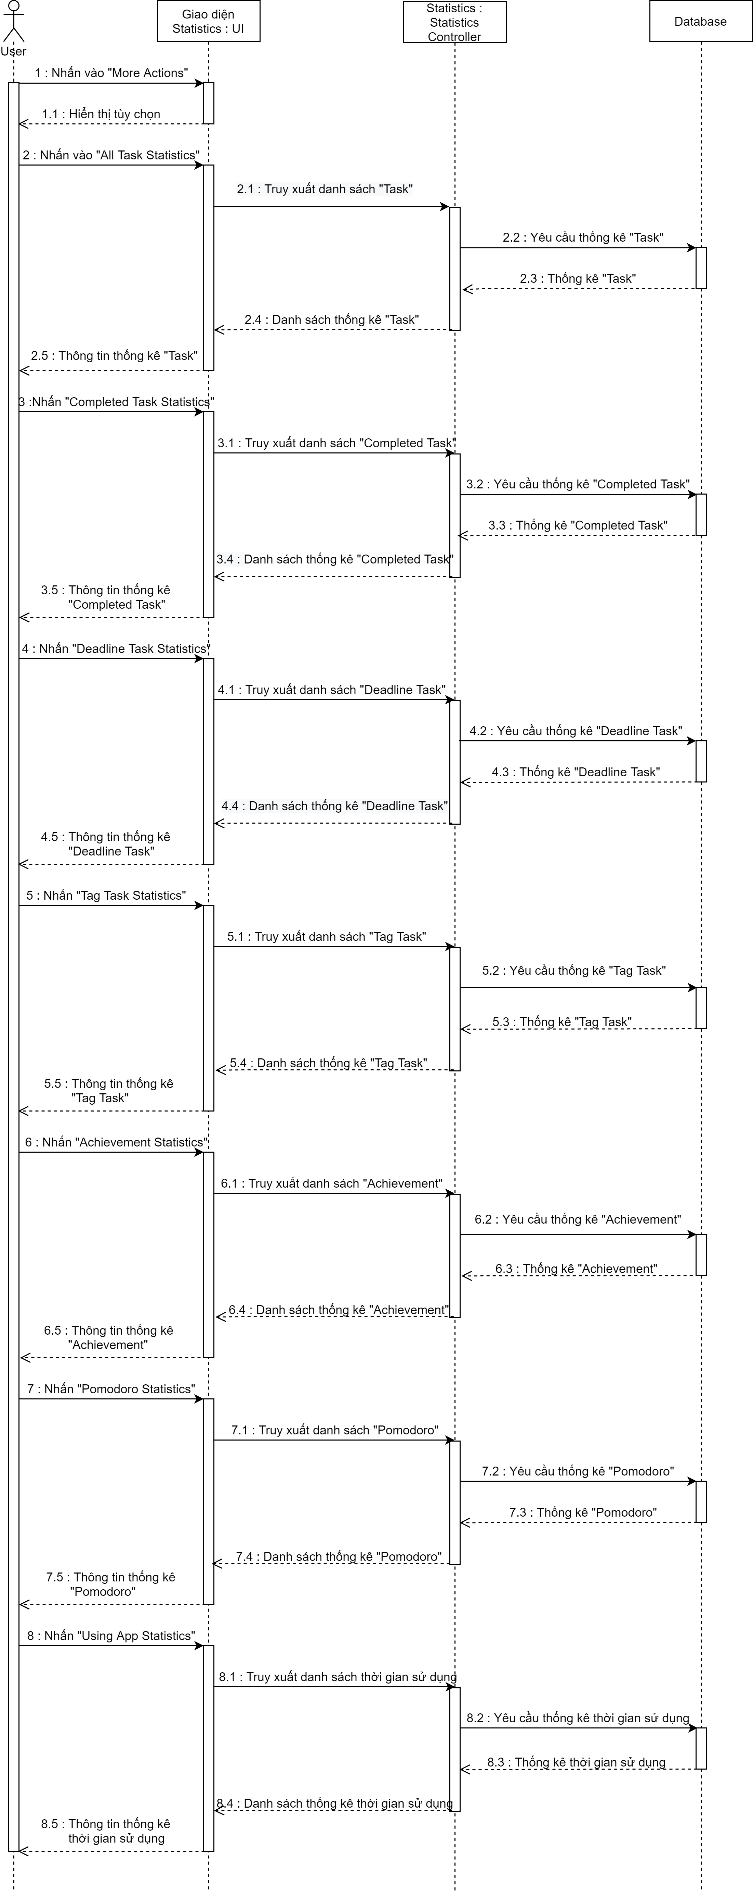 User
Giao diện
Statistics : UI
Statistics :
Statistics
Controller
Database
1 : Nhấn vào "More Actions"
1.1 : Hiển thị tùy chọn
2 : Nhấn vào "All Task Statistics"
2.1 : Truy xuất danh sách "Task"
2.2 : Yêu cầu thống kê "Task"
2.3 : Thống kê "Task"
2.4 : Danh sách thống kê "Task"
2.5 : Thông tin thống kê "Task"
3 :Nhấn "Completed Task Statistics"
3.1 : Truy xuất danh sách "Completed Task"
3.2 : Yêu cầu thống kê "Completed Task"
3.3 : Thống kê "Completed Task"
3.4 : Danh sách thống kê "Completed Task"
3.5 : Thông tin thống kê
"Completed Task"
4 : Nhấn "Deadline Task Statistics"
4.1 : Truy xuất danh sách "Deadline Task"
4.2 : Yêu cầu thống kê "Deadline Task"
4.3 : Thống kê "Deadline Task"
4.4 : Danh sách thống kê "Deadline Task"
4.5 : Thông tin thống kê
"Deadline Task"
5 : Nhấn "Tag Task Statistics"
5.1 : Truy xuất danh sách "Tag Task"
5.2 : Yêu cầu thống kê "Tag Task"
5.3 : Thống kê "Tag Task"
5.4 : Danh sách thống kê "Tag Task"
5.5 : Thông tin thống kê
"Tag Task"
6 : Nhấn "Achievement Statistics"
6.1 : Truy xuất danh sách "Achievement"
6.2 : Yêu cầu thống kê "Achievement"
6.3 : Thống kê "Achievement"
6.4 : Danh sách thống kê "Achievement"
6.5 : Thông tin thống kê
"Achievement"
7 : Nhấn "Pomodoro Statistics"
7.1 : Truy xuất danh sách "Pomodoro"
7.2 : Yêu cầu thống kê "Pomodoro"
7.3 : Thống kê "Pomodoro"
7.4 : Danh sách thống kê "Pomodoro"
7.5 : Thông tin thống kê
"Pomodoro"
8 : Nhấn "Using App Statistics"
8.1 : Truy xuất danh sách thời gian sử dụng
8.2 : Yêu cầu thống kê thời gian sử dụng
8.3 : Thống kê thời gian sử dụng
8.4 : Danh sách thống kê thời gian sử dụng
8.5 : Thông tin thống kê
thời gian sử dụng